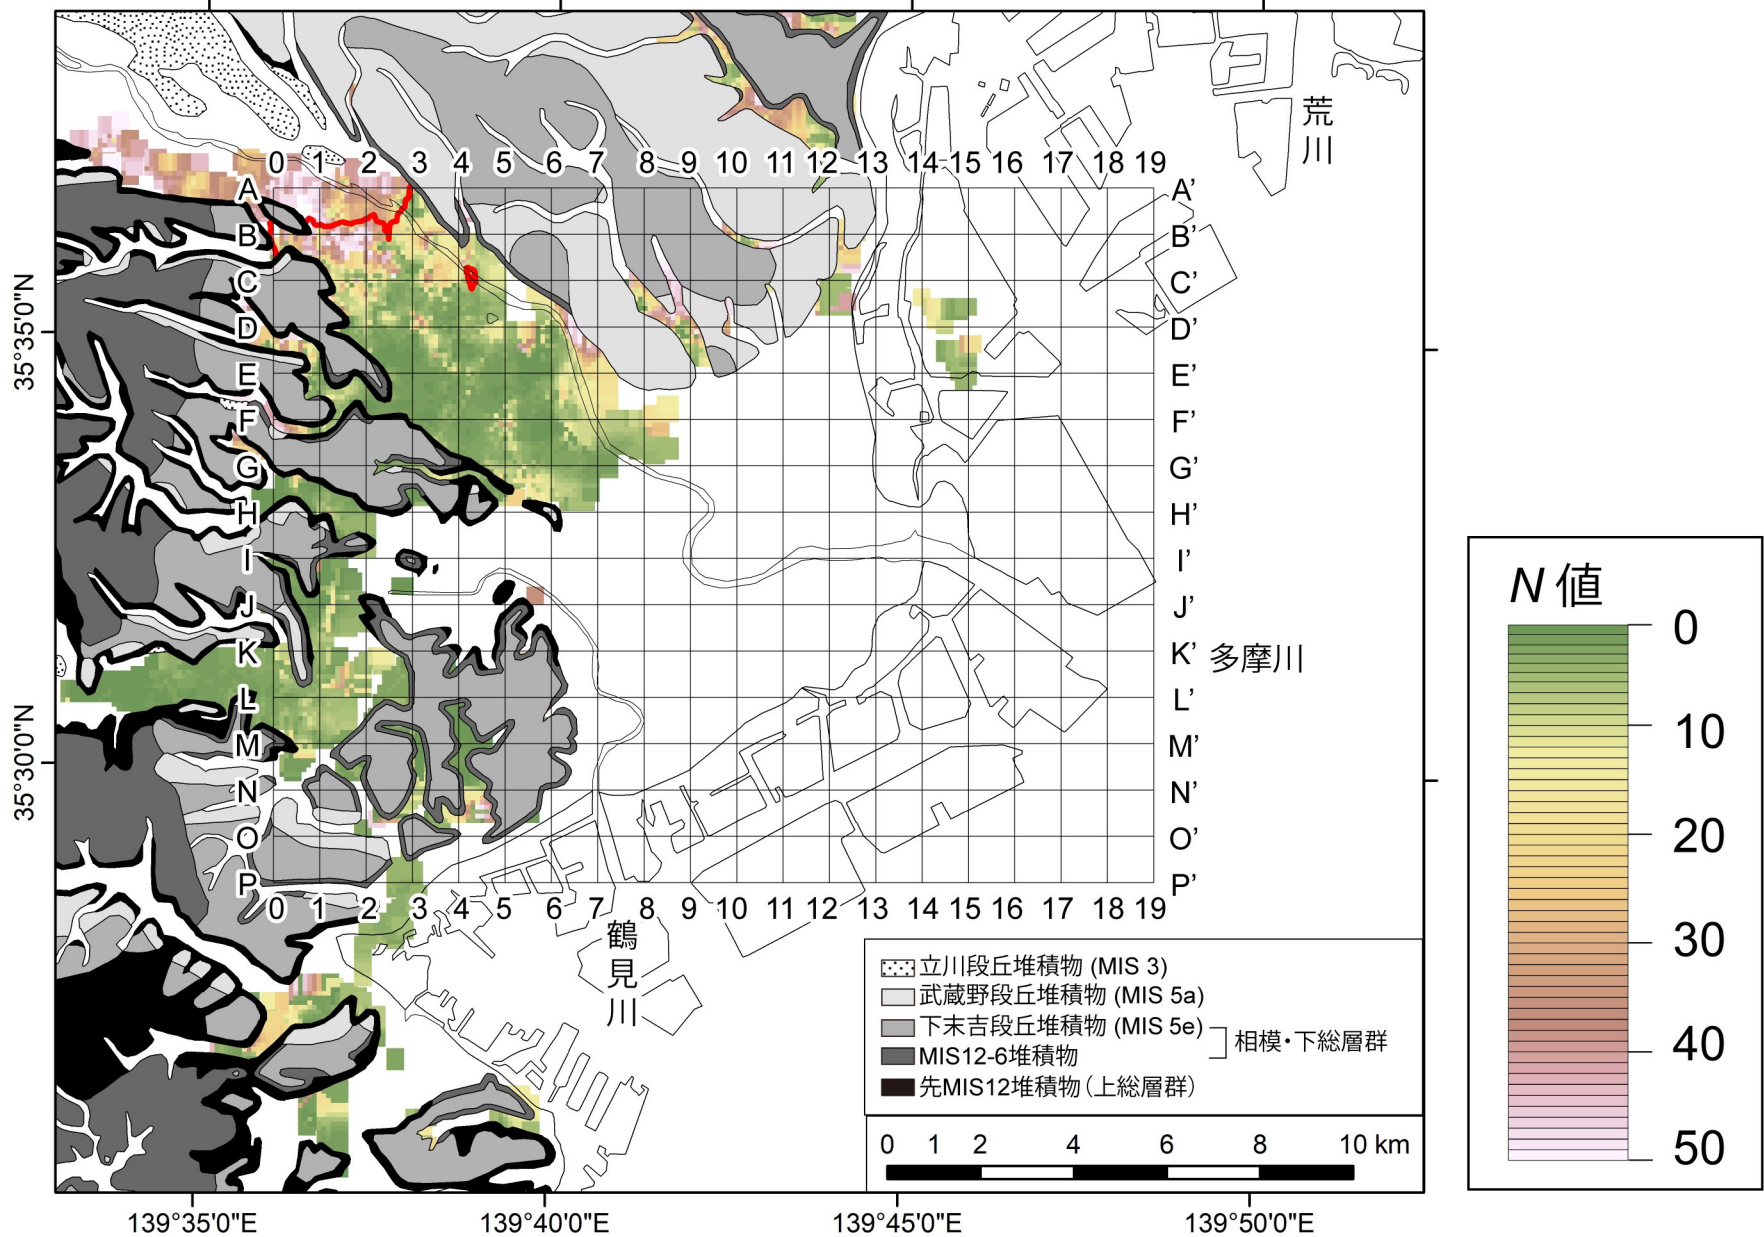 荒川
0 1 2 3 4 5 6 7 8 9 10 11 12 13 14 15 16 17 18 19
A A'
B B'
C C'
D D'
E E'
F F'
G G'
H H'
I I'
J J'
K K' 多摩川
L L'
M M'
N N'
O O'
P P'
0 1 2 3 4 5 6 7 8 9 10 11 12 13 14 15 16 17 18 19
鶴見川
35°35'0"N
35°30'0"N
立川段丘堆積物 (MIS 3)
武蔵野段丘堆積物 (MIS 5a)
下末吉段丘堆積物 (MIS 5e)
MIS12-6堆積物
相模・下総層群
先MIS12堆積物（上総層群）
0 1 2 4 6 8 10 km
139°35'0"E 139°40'0"E 139°45'0"E 139°50'0"E
N 値
0
10
20
30
40
50